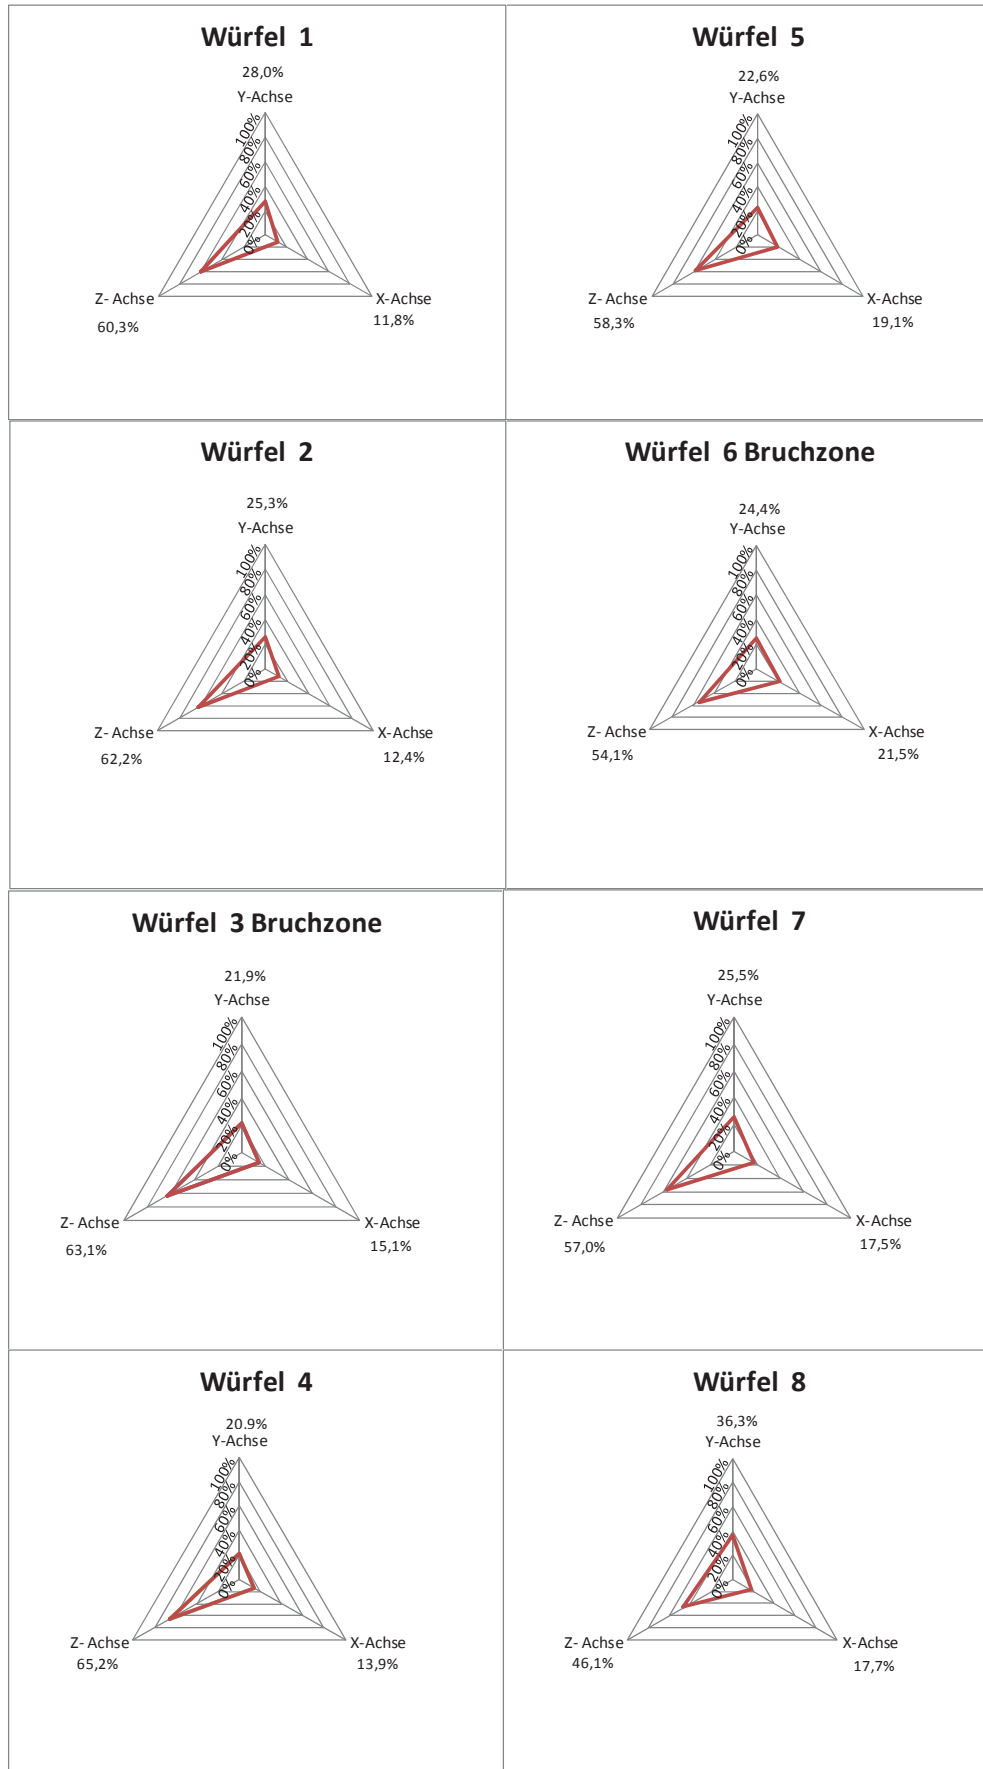 Würfel 1
28,0%
Y-Achse
100%
80%
60%
40%
20%
0%
Z- Achse
X-Achse
60,3%
11,8%
Würfel 5
22,6%
Y-Achse
100%
80%
60%
40%
20%
0%
Z- Achse
X-Achse
58,3%
19,1%
Würfel 2
25,3%
Y-Achse
100%
80%
60%
40%
20%
0%
Z- Achse
X-Achse
62,2%
12,4%
Würfel 6 Bruchzone
24,4%
Y-Achse
100%
80%
60%
40%
20%
0%
Z- Achse
X-Achse
54,1%
21,5%
Würfel 3 Bruchzone
21,9%
Y-Achse
100%
80%
60%
40%
20%
0%
Z- Achse
X-Achse
63,1%
15,1%
Würfel 7
25,5%
Y-Achse
100%
80%
60%
40%
20%
0%
Z- Achse
X-Achse
57,0%
17,5%
Würfel 4
20.9%
Y-Achse
100%
80%
60%
40%
20%
0%
Z- Achse
X-Achse
65,2%
13,9%
Würfel 8
36,3%
Y-Achse
100%
80%
60%
40%
20%
0%
Z- Achse
X-Achse
46,1%
17,7%